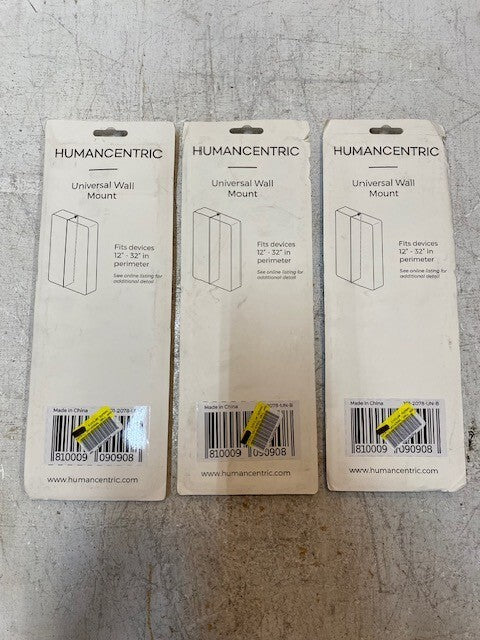 HUMANCENTRIC
Universal Wall
Mount
Fits devices
12" - 32" in
perimeter
See online listing for
additional detail
Made in China
810009 090908
www.humancentric.com
HUMANCENTRIC
Universal Wall
Mount
Fits devices
12" - 32" in
perimeter
See online listing for
additional detail
Made in China
810009 090908
www.humancentric.com
HUMANCENTRIC
Universal Wall
Mount
Fits devices
12" - 32" in
perimeter
See online listing for
additional detail
Made in China
810009 090908
www.humancentric.com